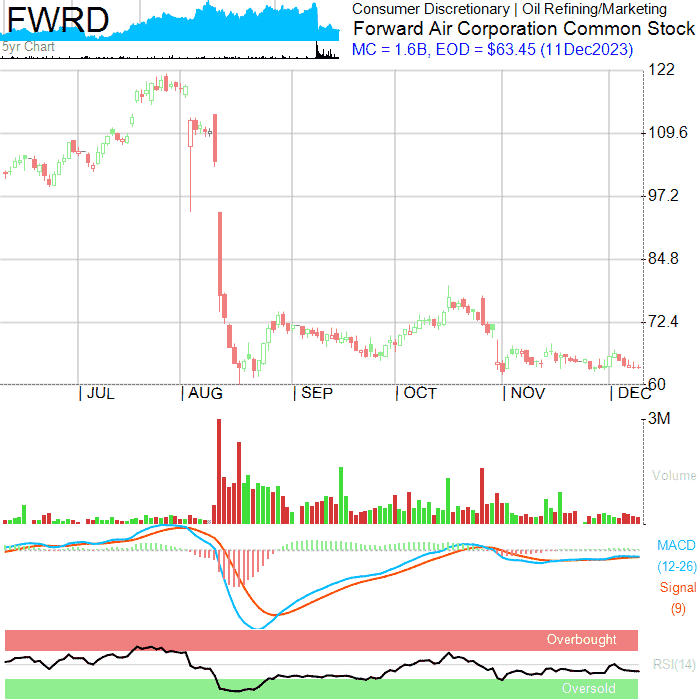 FWRD
5yr Chart
Consumer Discretionary | Oil Refining/Marketing
Forward Air Corporation Common Stock
MC = 1.6B, EOD = $63.45 (11Dec2023)
122
109.6
97.2
84.8
72.4
60
JUL AUG SEP OCT NOV DEC
3M
Volume
MACD
(12-26)
Signal
(9)
Overbought
RSI(14)
Oversold